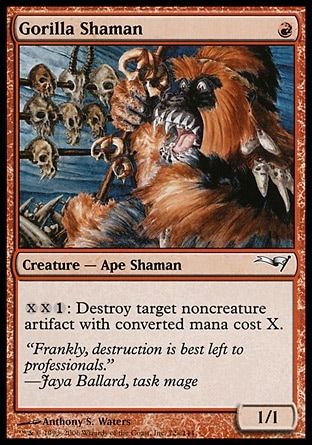 Gorilla Shaman
Creature — Ape Shaman
X X 1: Destroy target noncreature
artifact with converted mana cost X.
“Frankly, destruction is best left to
professionals.”
—Jaya Ballard, task mage
Anthony S. Waters
1/1